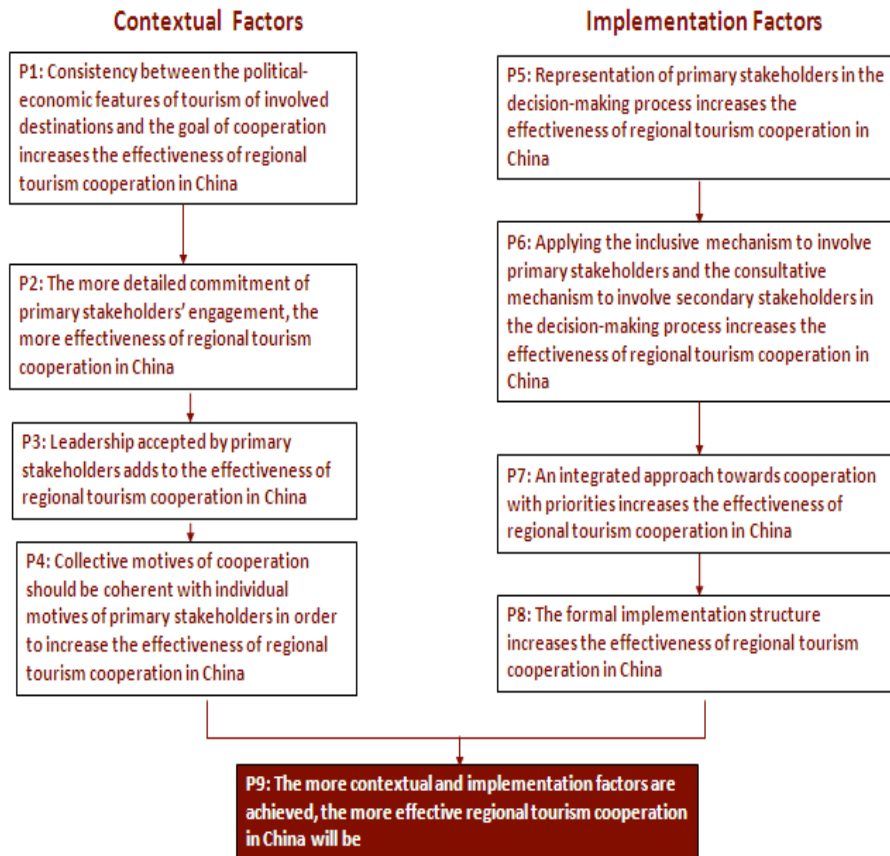 Contextual Factors
P1: Consistency between the political-
economic features of tourism of involved
destinations and the goal of cooperation
increases the effectiveness of regional
tourism cooperation in China
P2: The more detailed commitment of
primary stakeholders' engagement, the
more effectiveness of regional tourism
cooperation in China
P3: Leadership accepted by primary
stakeholders adds to the effectiveness of
regional tourism cooperation in China
P4: Collective motives of cooperation
should be coherent with individual
motives of primary stakeholders in order
to increase the effectiveness of regional
tourism cooperation in China
Implementation Factors
P5: Representation of primary stakeholders in the
decision-making process increases the
effectiveness of regional tourism cooperation in
China
P6: Applying the inclusive mechanism to involve
primary stakeholders and the consultative
mechanism to involve secondary stakeholders in
the decision-making process increases the
effectiveness of regional tourism cooperation in
China
P7: An integrated approach towards cooperation
with priorities increases the effectiveness of
regional tourism cooperation in China
P8: The formal implementation structure
increases the effectiveness of regional tourism
cooperation in China
P9: The more contextual and implementation factors are
achieved, the more effective regional tourism cooperation
in China will be